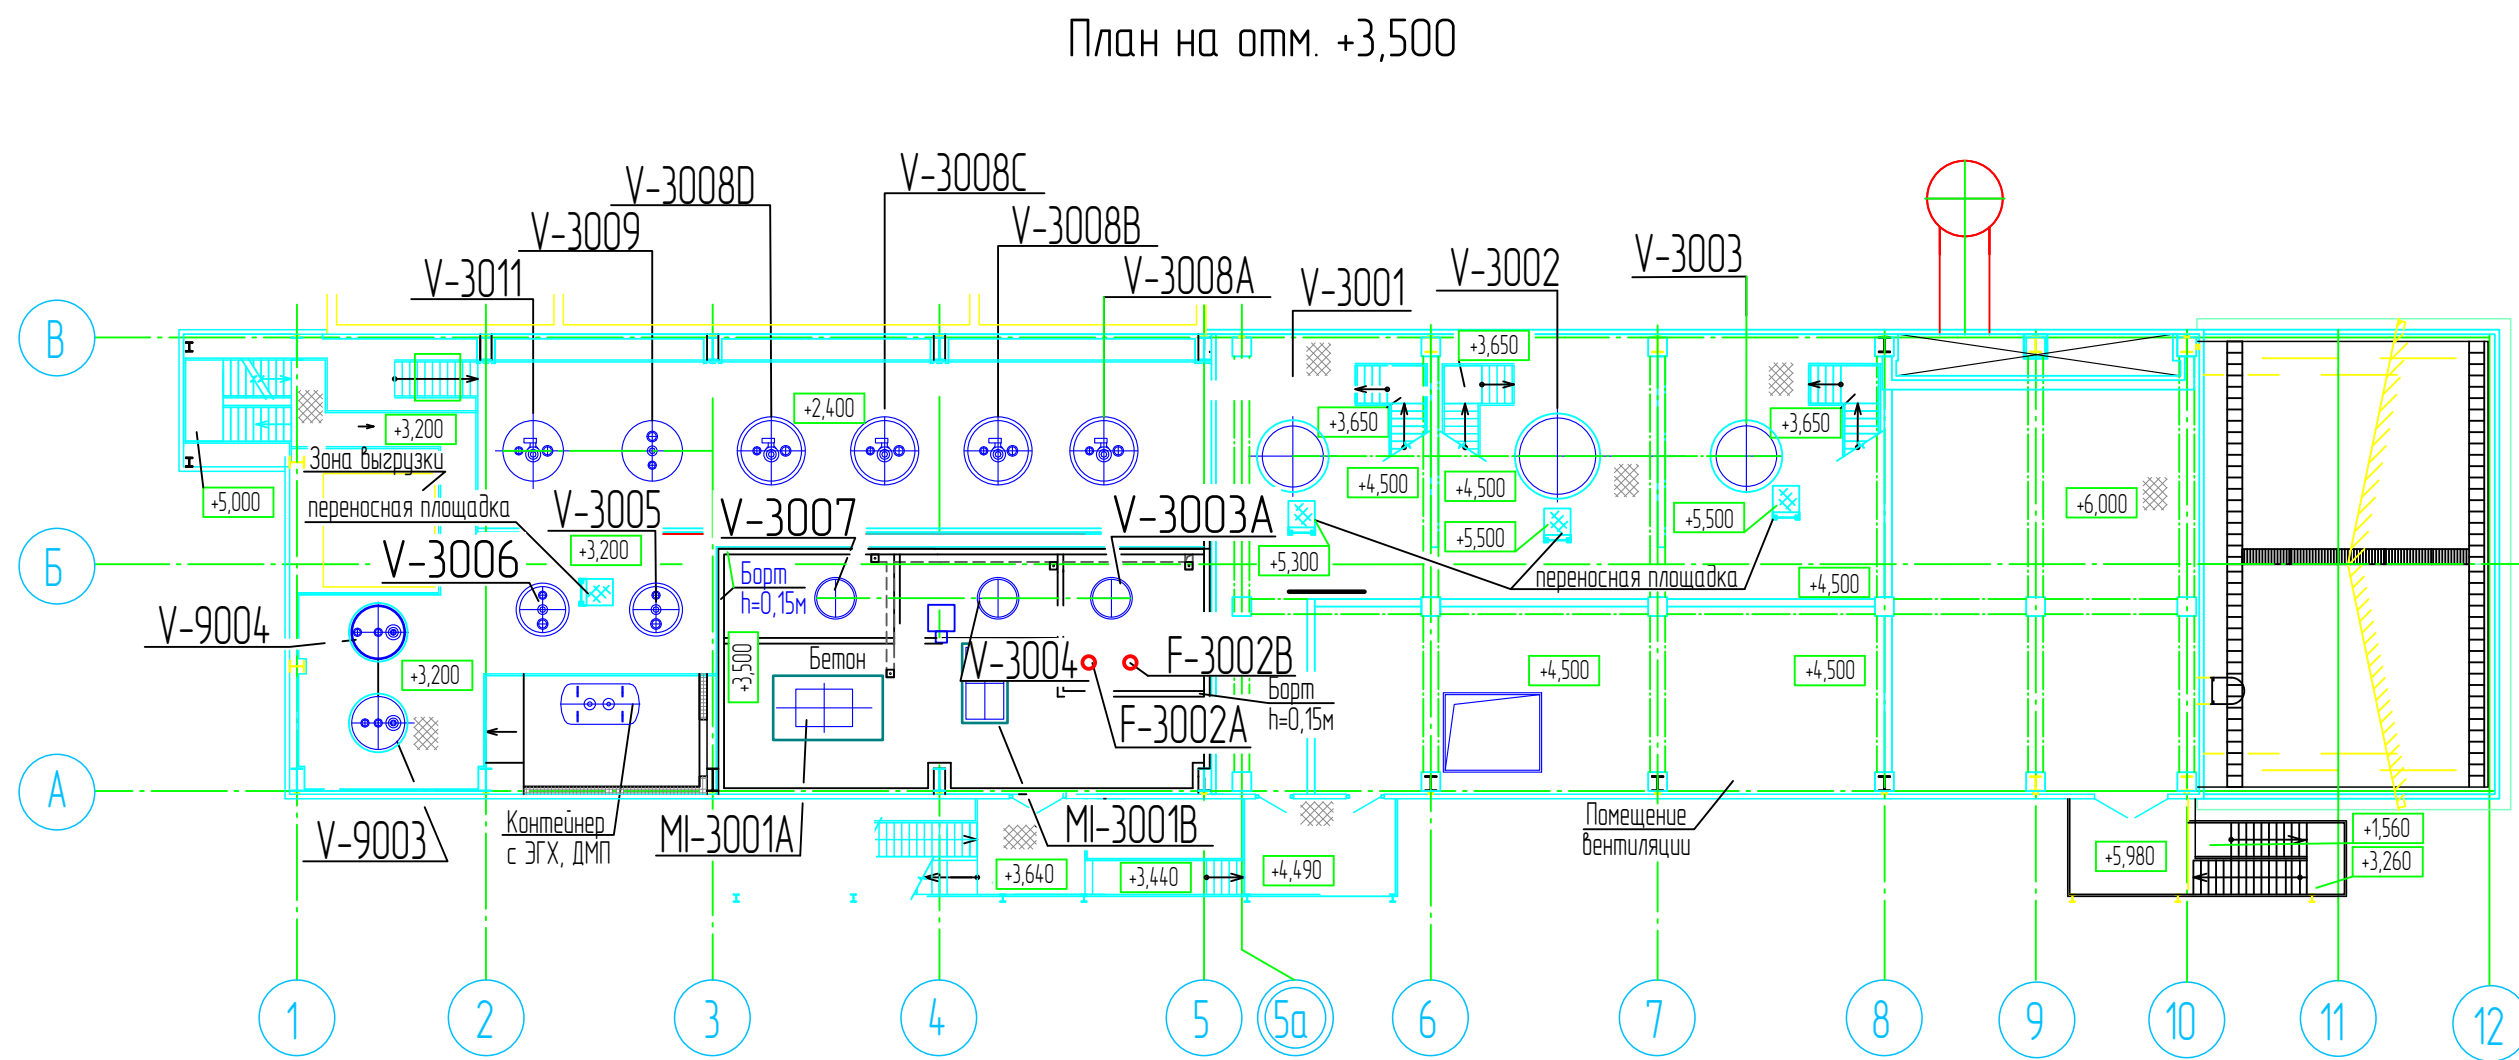 План на отм. +3,500
V-3008D
V-3008C
V-3009
V-3008B
V-3011
V-3008A
V-3001
V-3002
V-3003
В
+3,650
+2,400
+3,200
+3,650
+3,650
Зона выгрузки
+5,000
переносная площадка
V-3005
V-3007
V-3003А
+4,500
+4,500
+5,500
+5,500
+6,000
Б
V-3006
+3,200
Борт
h=0,15м
+5,300
переносная площадка
+4,500
V-9004
+3,200
+3,500
Бетон
V-3004
F-3002В
Борт
h=0,15м
F-3002А
+4,500
+4,500
А
V-9003
Контейнер
с ЭГХ, ДМП
MI-3001А
MI-3001В
+3,640
+3,440
+4,490
Помещение
вентиляции
+5,980
+1,560
+3,260
1
2
3
4
5
5а
6
7
8
9
10
11
12